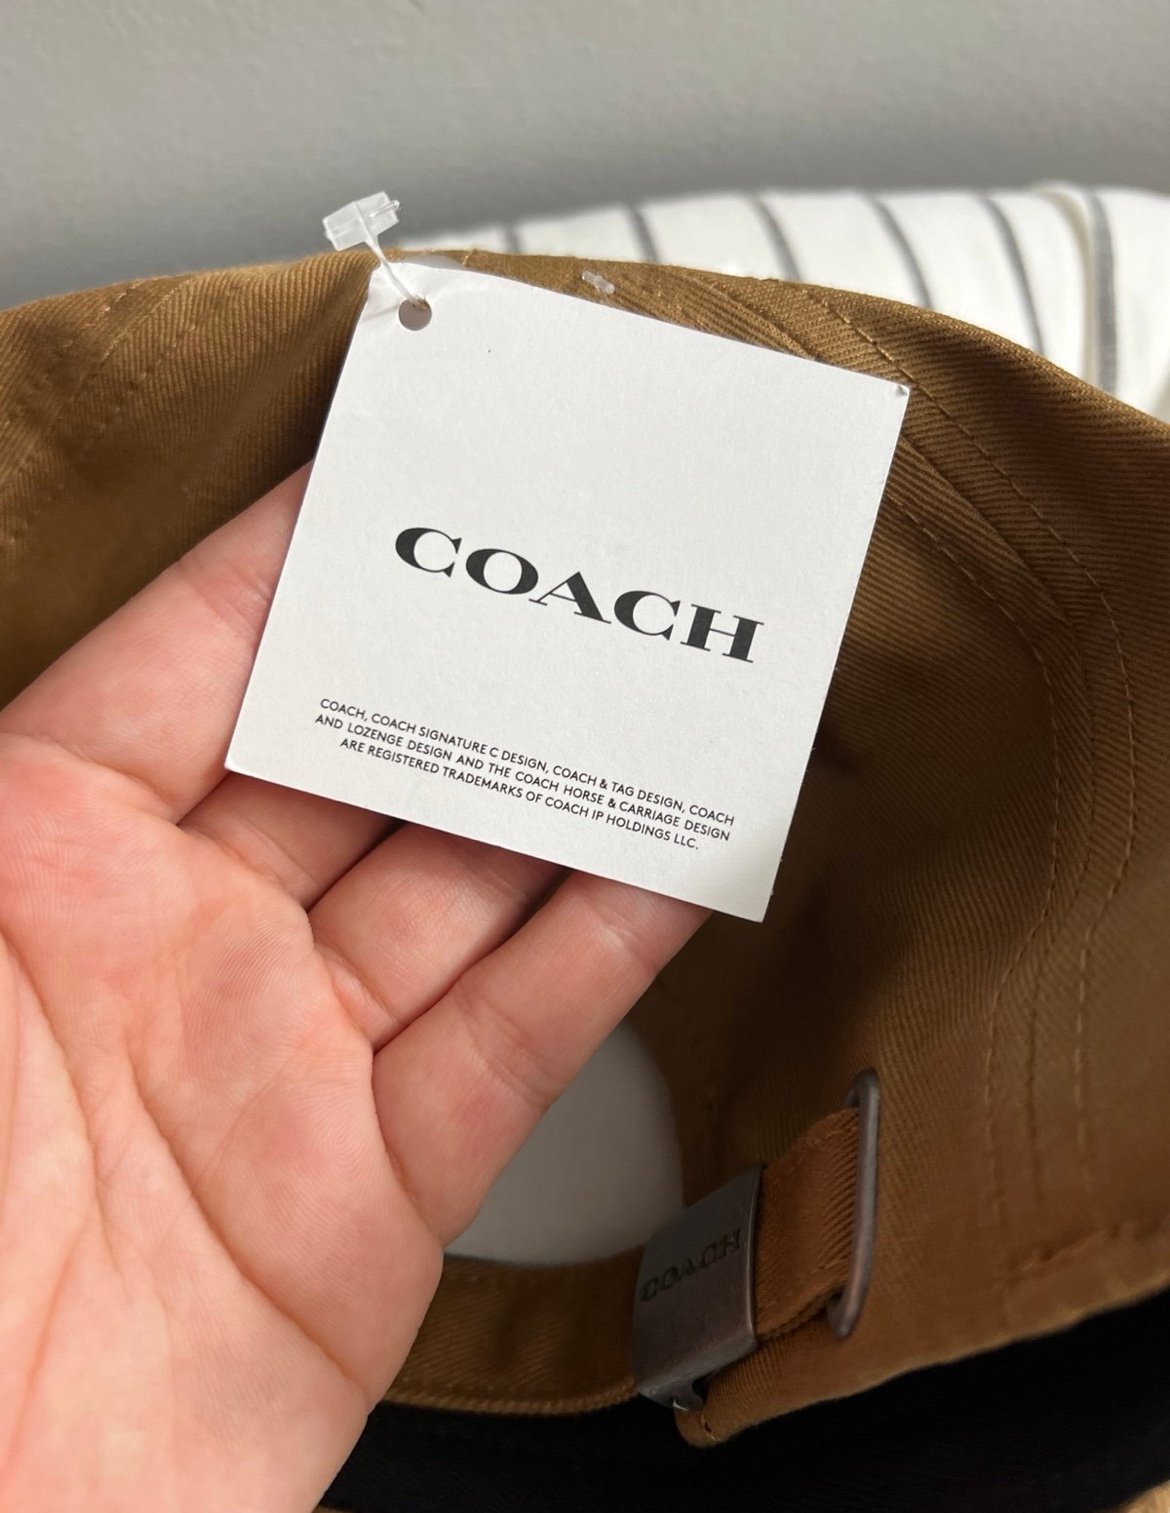 COACH
COACH, COACH SIGNATURE C DESIGN, COACH & TAG DESIGN, COACH
AND LOZENGE DESIGN AND THE COACH HORSE & CARRIAGE DESIGN
ARE REGISTERED TRADEMARKS OF COACH IP HOLDINGS LLC.
COACH